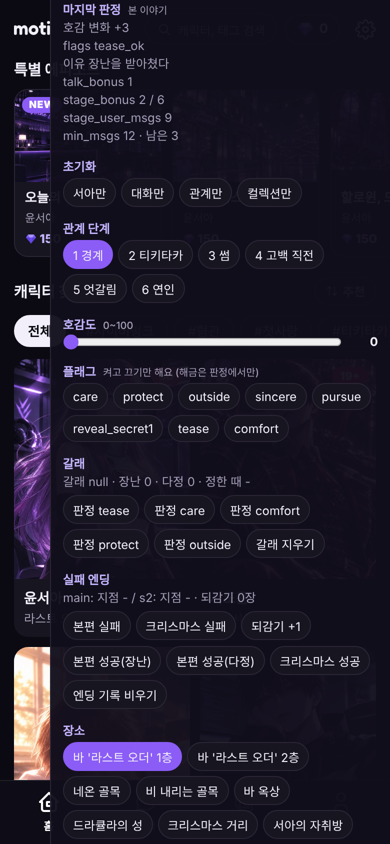 마지막 판정 본 이야기
호감 변화 +3
flags tease_ok
이유 장난을 받아쳤다
talk_bonus 1
stage_bonus 2 / 6
stage_user_msgs 9
min_msgs 12 · 남은 3
moti
특별
초기화
NEW
서아만 대화만 관계만 컬렉션만
오늘
윤서
관계 단계
15
1 경계 2 티키타카 3 썸 4 고백 직전
5 엇갈림 6 연인
캐릭터
호감도 0~100
전체
0
플래그 켜고 끄기만 해요 (해금은 판정에서만)
care protect outside sincere pursue
reveal_secret1 tease comfort
갈래
갈래 null · 장난 0 · 다정 0 · 정한 때 -
판정 tease 판정 care 판정 comfort
판정 protect 판정 outside 갈래 지우기
실패 엔딩
윤서
main: 지점 - / s2: 지점 - · 되감기 0장
라스트
본편 실패 크리스마스 실패 되감기 +1
본편 성공(장난) 본편 성공(다정) 크리스마스 성공
엔딩 기록 비우기
장소
바 '라스트 오더' 1층 바 '라스트 오더' 2층
네온 골목 비 내리는 골목 바 옥상
드라큘라의 성 크리스마스 거리 서아의 자취방
홈